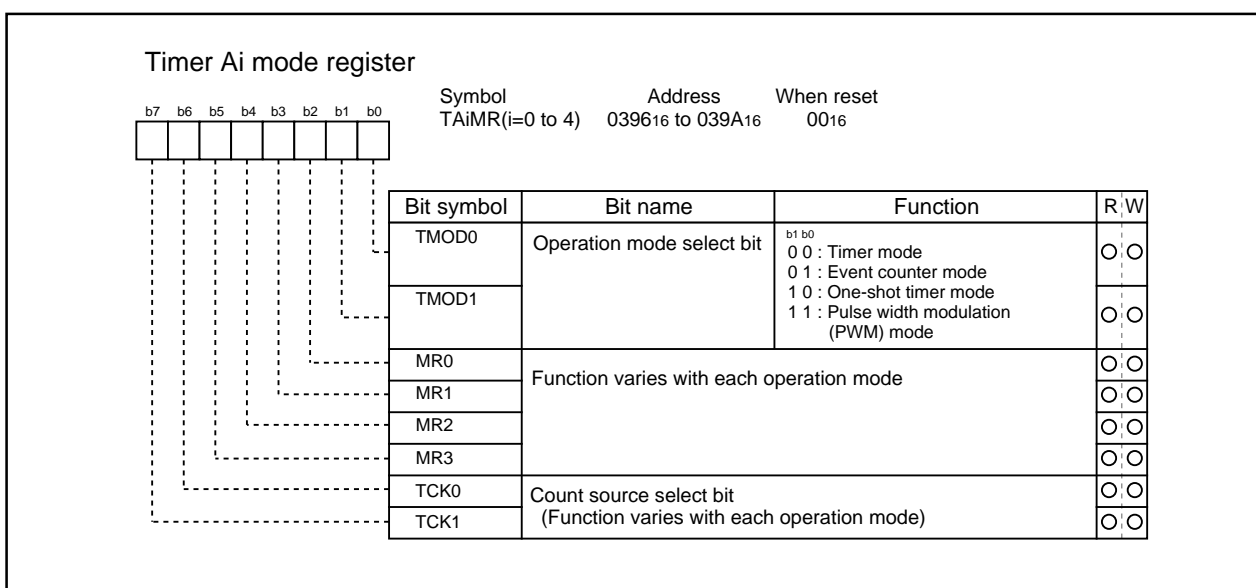 Timer Ai mode register
Symbol Address When reset
TAiMR(i=0 to 4) 039616 to 039A16 0016
b7 b6 b5 b4 b3 b2 b1 b0
Bit symbol Bit name Function R W
TMOD0 Operation mode select bit b1 b0
0 0 : Timer mode
0 1 : Event counter mode
TMOD1 1 0 : One-shot timer mode
1 1 : Pulse width modulation
(PWM) mode
MR0
Function varies with each operation mode
MR1
MR2
MR3
TCK0 Count source select bit
TCK1 (Function varies with each operation mode)